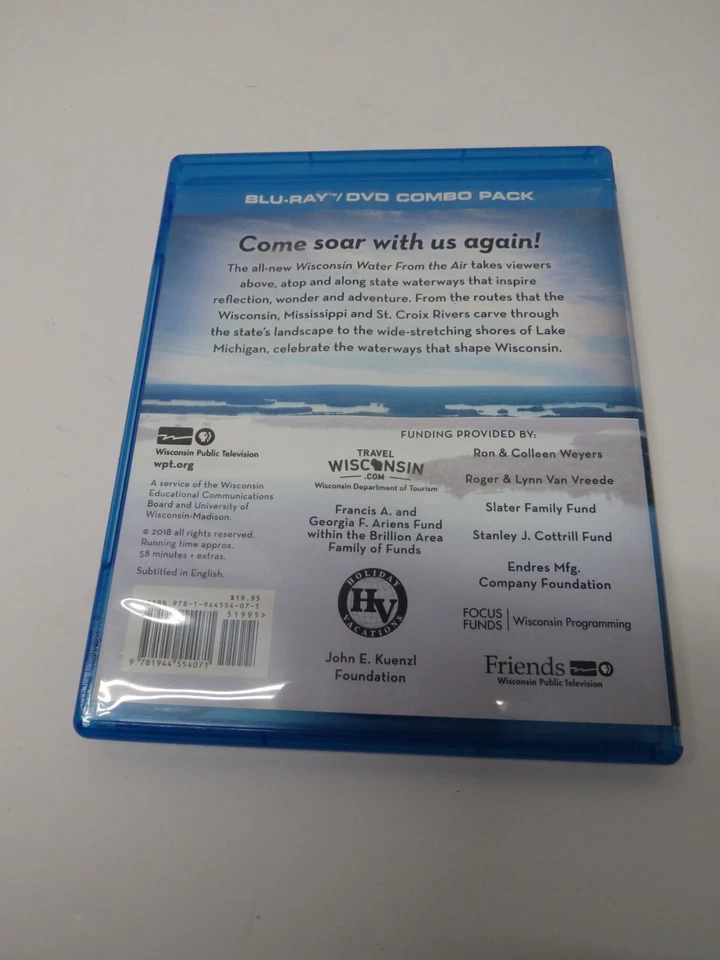 BLU-RAY™/DVD COMBO PACK
Come soar with us again!
The all-new Wisconsin Water From the Air takes viewers
above, atop and along state waterways that inspire
reflection, wonder and adventure. From the routes that the
Wisconsin, Mississippi and St. Croix Rivers carve through
the state's landscape to the wide-stretching shores of Lake
Michigan, celebrate the waterways that shape Wisconsin.
Wisconsin Public Television
wpt.org
A service of the Wisconsin
Educational Communications
Board and University of
Wisconsin-Madison.
© 2018 all rights reserved.
Running time approx.
58 minutes + extras.
Subtitled in English.
$19.95
ISBN 978-1-944554-07-1
51995>
9 781944 554071
FUNDING PROVIDED BY:
TRAVEL
WISCONSIN
.COM
Wisconsin Department of Tourism
Francis A. and
Georgia F. Ariens Fund
within the Brillion Area
Family of Funds
HOLIDAY
HV
VACATIONS
John E. Kuenzl
Foundation
Ron & Colleen Weyers
Roger & Lynn Van Vreede
Slater Family Fund
Stanley J. Cottrill Fund
Endres Mfg.
Company Foundation
FOCUS
FUNDS
Wisconsin Programming
Friends
Wisconsin Public Television